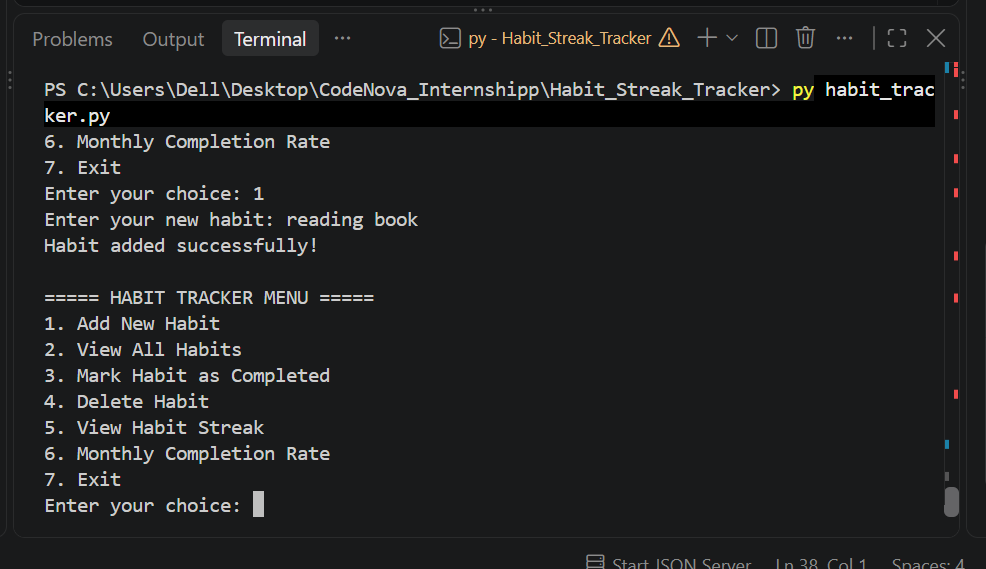 Problems Output Terminal ... py - Habit_Streak_Tracker
PS C:\Users\Dell\Desktop\CodeNova_Internshipp\Habit_Streak_Tracker> py habit_trac
ker.py
6. Monthly Completion Rate
7. Exit
Enter your choice: 1
Enter your new habit: reading book
Habit added successfully!
===== HABIT TRACKER MENU =====
1. Add New Habit
2. View All Habits
3. Mark Habit as Completed
4. Delete Habit
5. View Habit Streak
6. Monthly Completion Rate
7. Exit
Enter your choice:
Start JSON Server Ln 38, Col 1 Spaces: 4